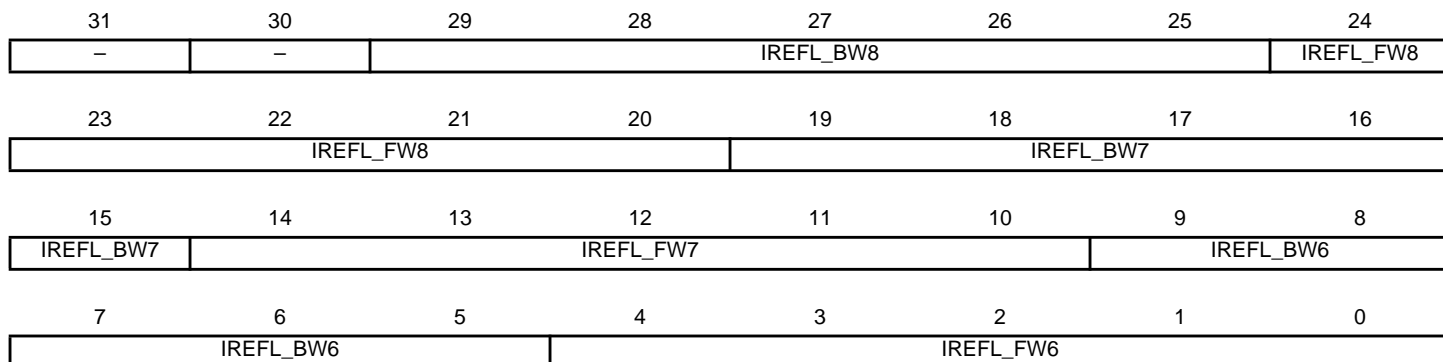 31 30 29 28 27 26 25 24
– – IREFL_BW8 IREFL_FW8
23 22 21 20 19 18 17 16
IREFL_FW8 IREFL_BW7
15 14 13 12 11 10 9 8
IREFL_BW7 IREFL_FW7 IREFL_BW6
7 6 5 4 3 2 1 0
IREFL_BW6 IREFL_FW6